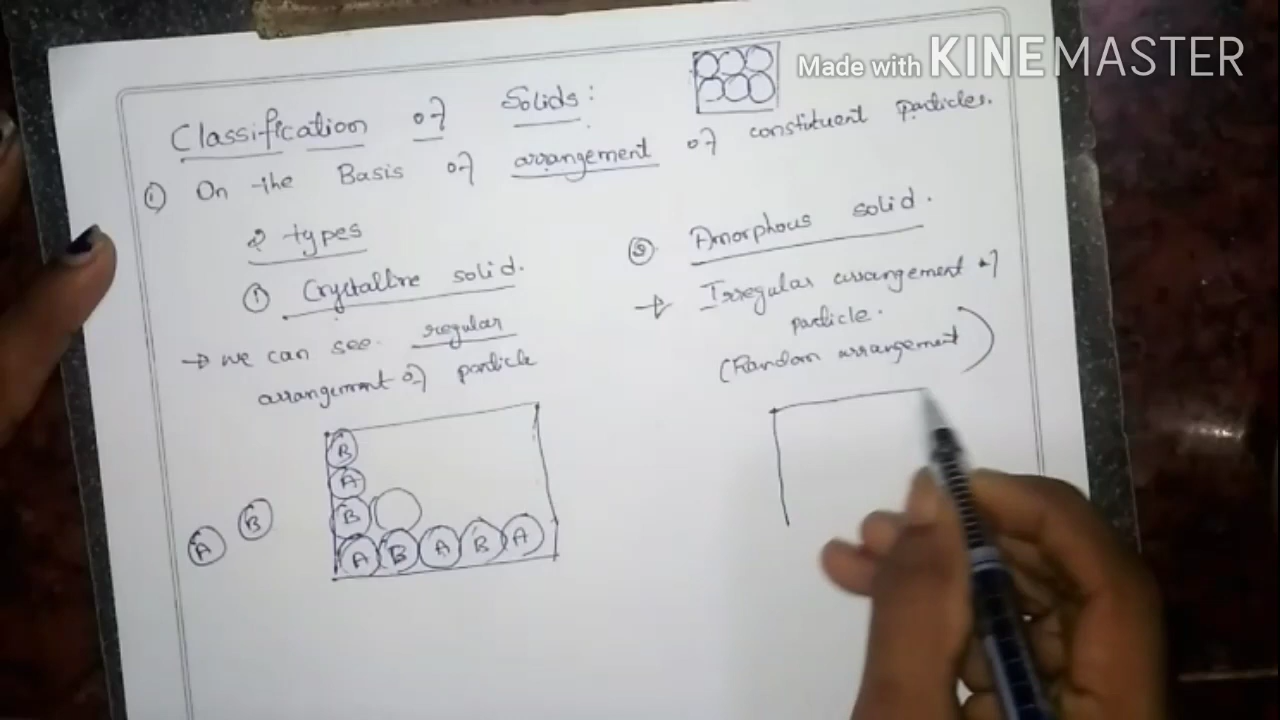 Made with KINEMASTER
Classification of Solids:
① On the Basis of arrangement of constituent particles.
2 types
① Crystalline solid.
→ we can see regular
arrangement of particle
② Amorphous solid.
→ Irregular arrangement of
particle.
(Random arrangement)
B
A
B
A B A B A
A B